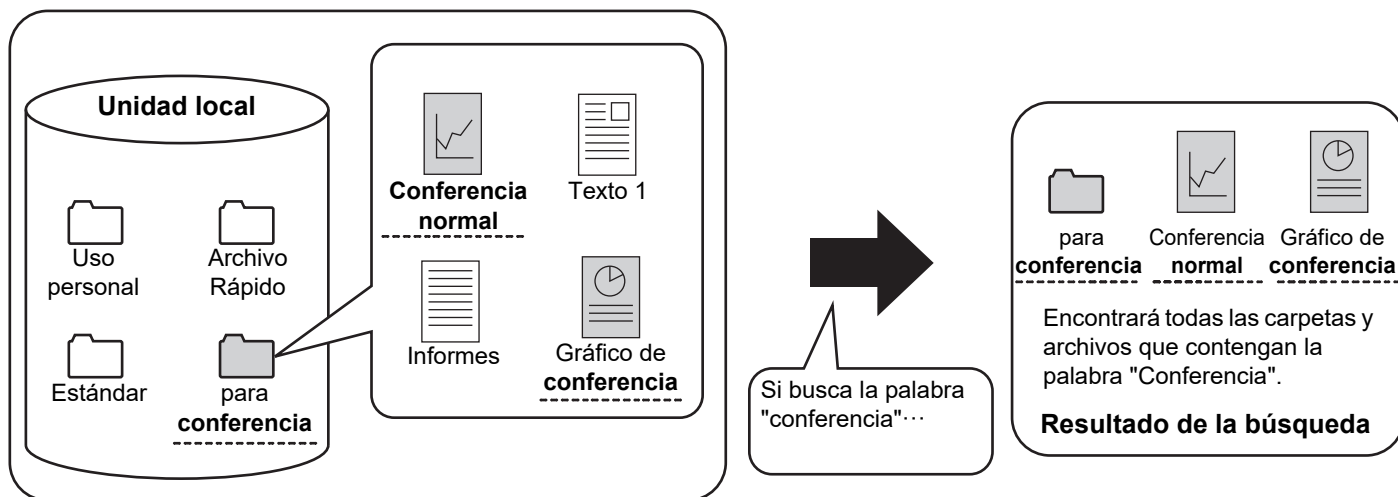 Unidad local
Uso
personal
Archivo
Rápido
Estándar
para
conferencia
Conferencia
normal
Texto 1
Informes
Gráfico de
conferencia
Si busca la palabra
"conferencia"···
para
conferencia
Conferencia
normal
Gráfico de
conferencia
Encontrará todas las carpetas y
archivos que contengan la
palabra "Conferencia".
Resultado de la búsqueda